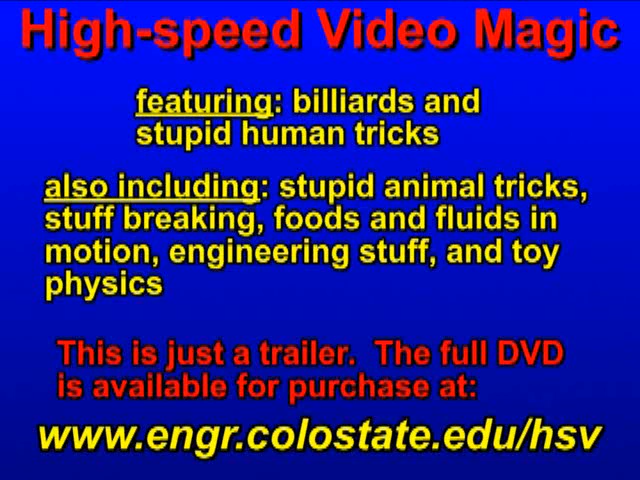 High-speed Video Magic
featuring: billiards and
stupid human tricks
also including: stupid animal tricks,
stuff breaking, foods and fluids in
motion, engineering stuff, and toy
physics
This is just a trailer. The full DVD
is available for purchase at:
www.engr.colostate.edu/hsv